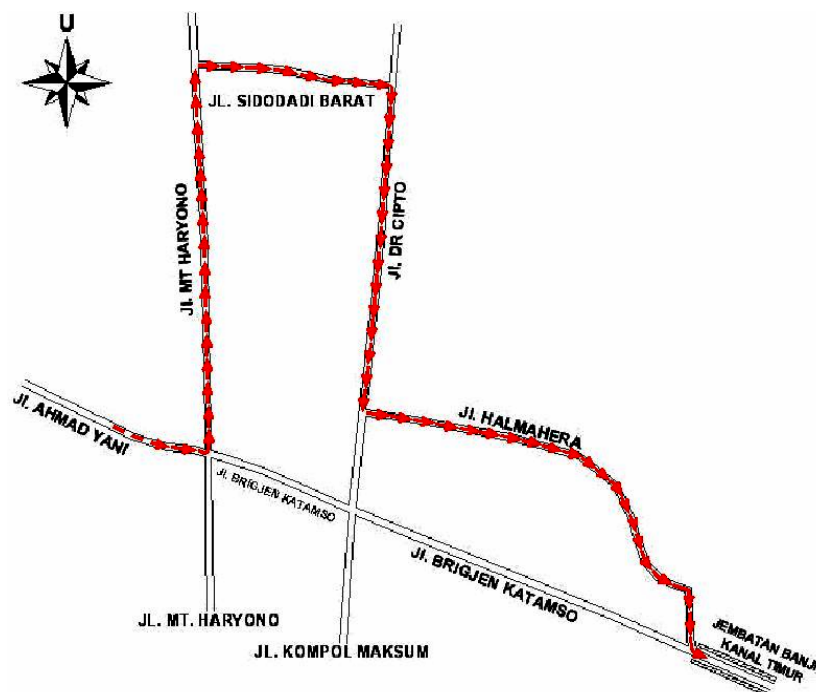 U
JL. SIDODADI BARAT
Jl. MT HARYONO
Jl. DR CIPTO
Jl. AHMAD YANI
Jl. HALMAHERA
Jl. BRIGJEN KATAMSO
Jl. BRIGJEN KATAMSO
JL. MT. HARYONO
JL. KOMPOL MAKSUM
JEMBATAN BANJ
KANAL TIMUR